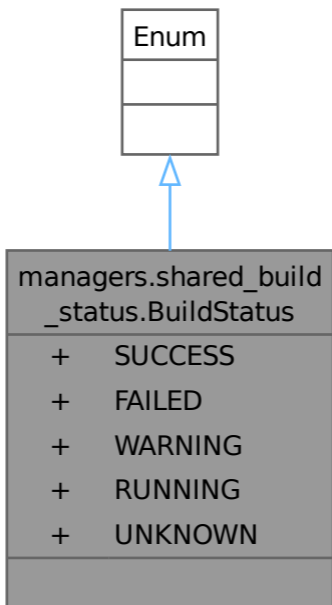 Enum
managers.shared_build
_status.BuildStatus
+ SUCCESS
+ FAILED
+ WARNING
+ RUNNING
+ UNKNOWN